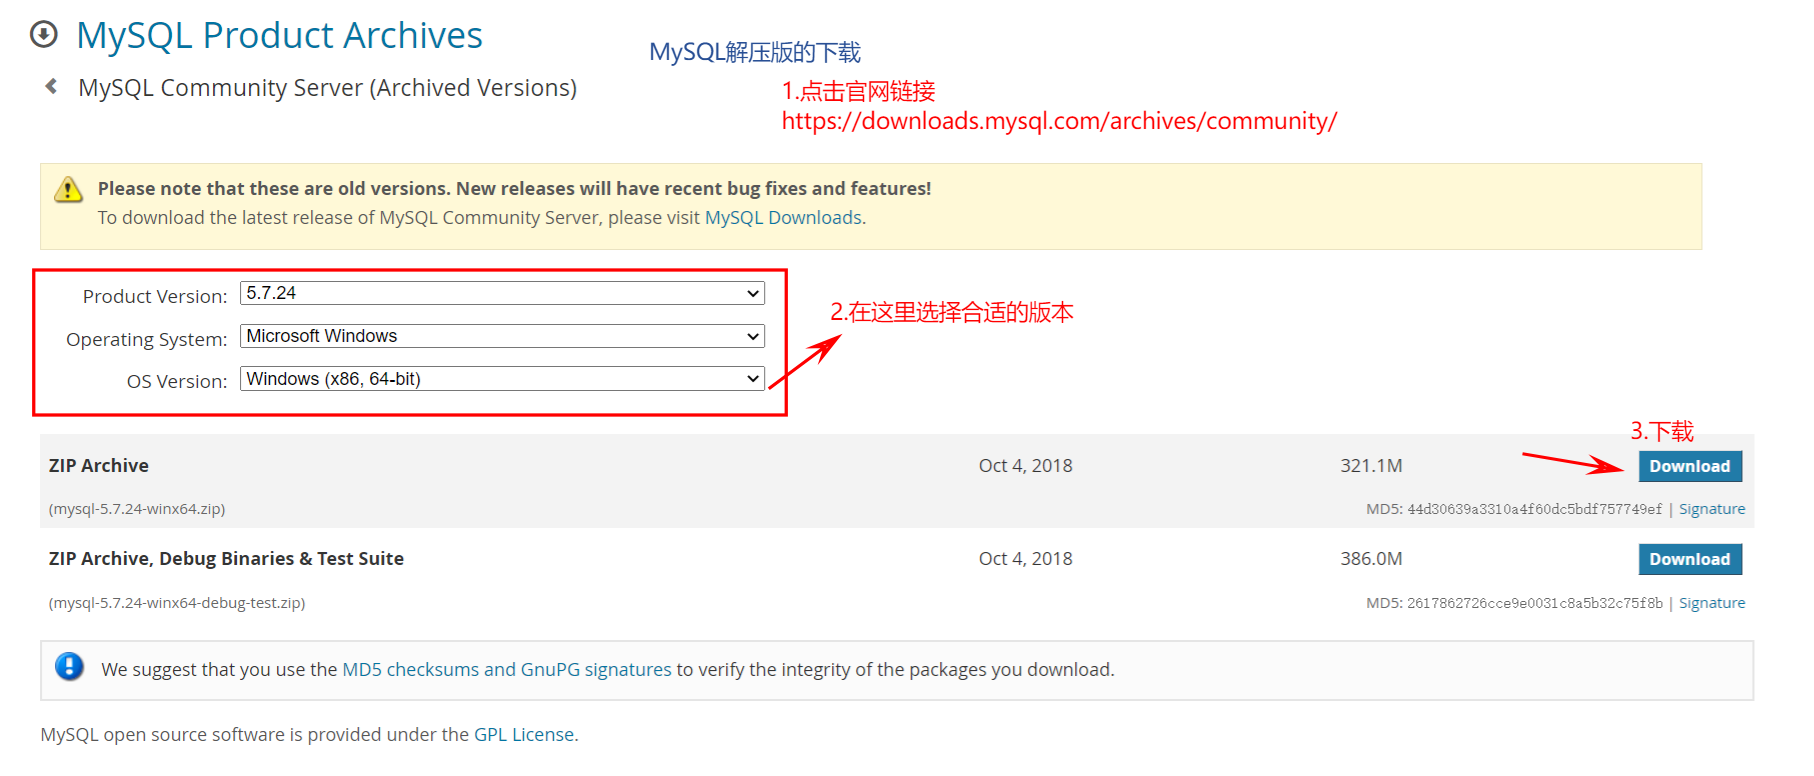 MySQL Product Archives
MySQL解压版的下载
MySQL Community Server (Archived Versions)
1.点击官网链接
https://downloads.mysql.com/archives/community/
Please note that these are old versions. New releases will have recent bug fixes and features!
To download the latest release of MySQL Community Server, please visit MySQL Downloads.
Product Version: 5.7.24
2.在这里选择合适的版本
Operating System: Microsoft Windows
OS Version: Windows (x86, 64-bit)
3.下载
ZIP Archive Oct 4, 2018 321.1M Download
(mysql-5.7.24-winx64.zip) MD5: 44d30639a3310a4f60dc5bdf757749ef | Signature
ZIP Archive, Debug Binaries & Test Suite Oct 4, 2018 386.0M Download
(mysql-5.7.24-winx64-debug-test.zip) MD5: 2617862726cce9e0031c8a5b32c75f8b | Signature
We suggest that you use the MD5 checksums and GnuPG signatures to verify the integrity of the packages you download.
MySQL open source software is provided under the GPL License.